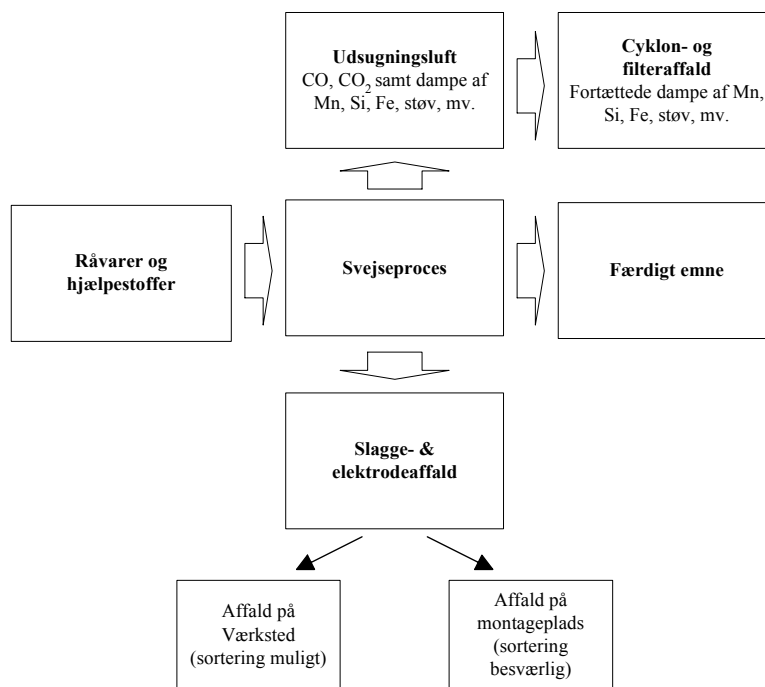 Udsugningsluft
CO, CO2 samt dampe af
Mn, Si, Fe, støv, mv.
Cyklon- og
filteraffald
Fortættede dampe af Mn,
Si, Fe, støv, mv.
Råvarer og
hjælpestoffer
Svejseproces
Færdigt emne
Slagge- &
elektrodeaffald
Affald på
Værksted
(sortering muligt)
Affald på
montageplads
(sortering
besværlig)